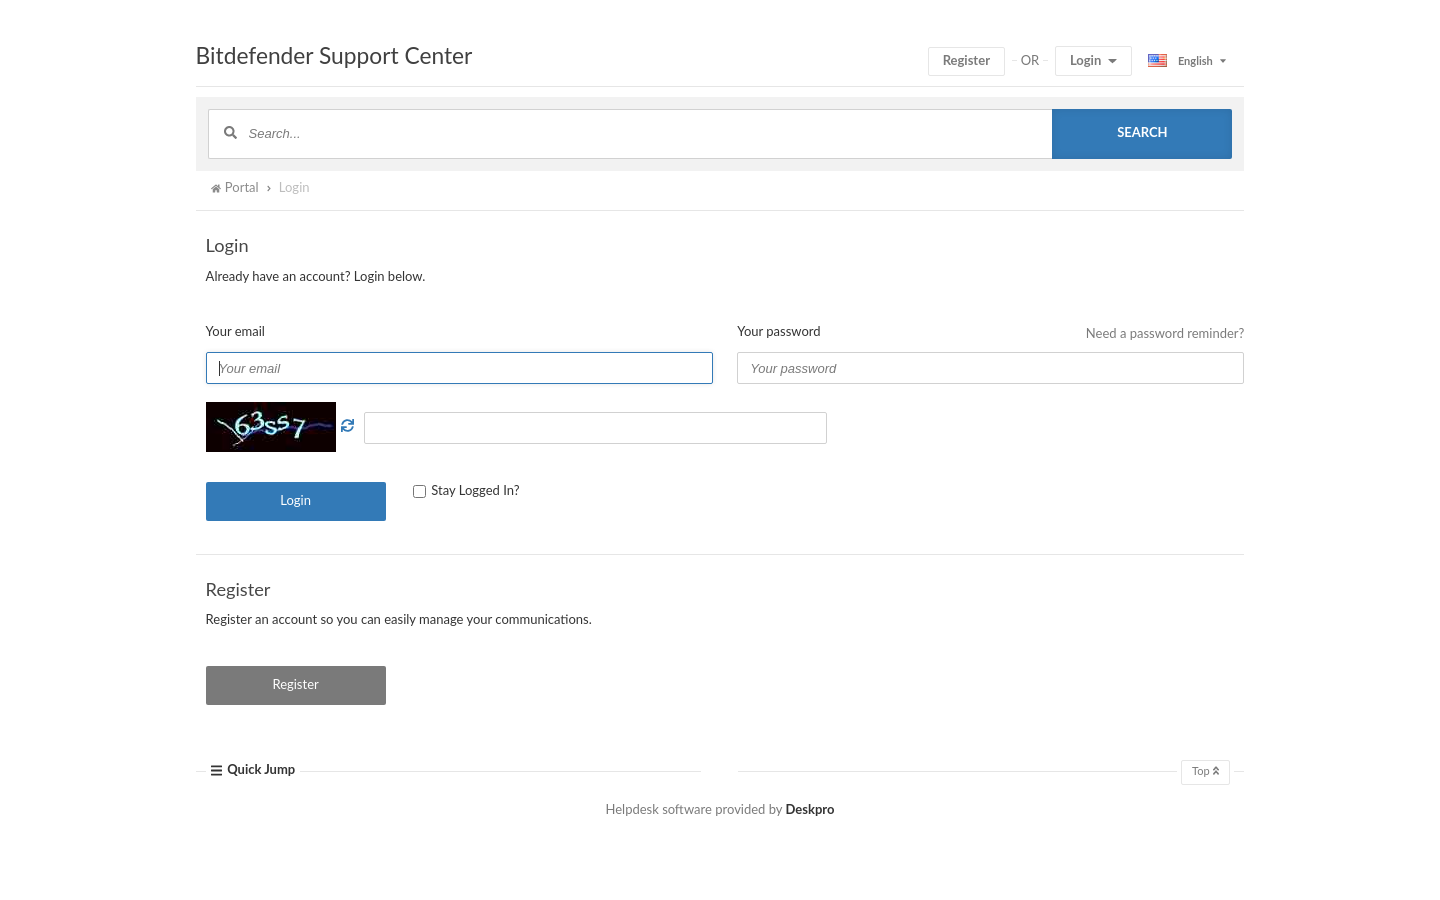 Bitdefender Support Center
Register
OR
Login
English
Search...
SEARCH
Portal › Login
Login
Already have an account? Login below.
Your email
Your password
Need a password reminder?
Your email
Your password
63ss7
Login
Stay Logged In?
Register
Register an account so you can easily manage your communications.
Register
Quick Jump
Top
Helpdesk software provided by Deskpro